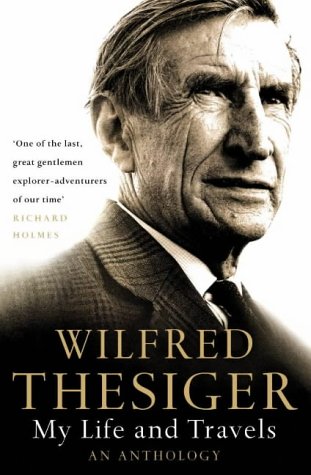 ‘One of the last,
great gentlemen
explorer-adventurers
of our time’
RICHARD
HOLMES
WILFRED
THESIGER
My Life and Travels
AN ANTHOLOGY